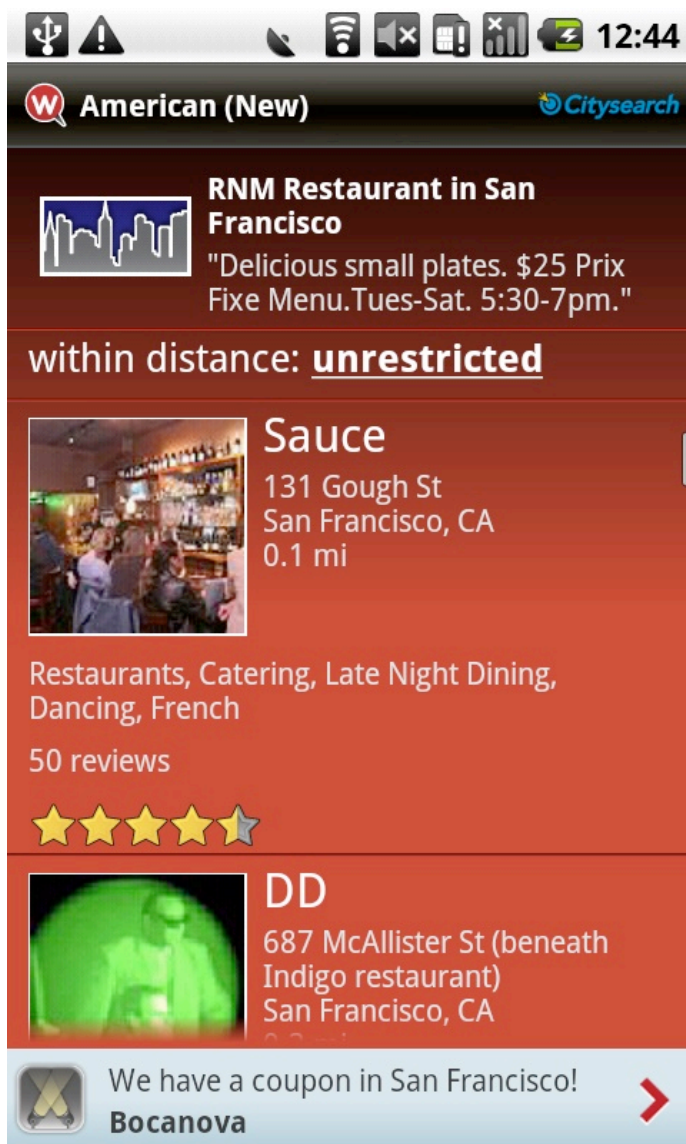 12:44
American (New)
Citysearch
RNM Restaurant in San
Francisco
"Delicious small plates. $25 Prix
Fixe Menu.Tues-Sat. 5:30-7pm."
within distance: unrestricted
Sauce
131 Gough St
San Francisco, CA
0.1 mi
Restaurants, Catering, Late Night Dining,
Dancing, French
50 reviews
DD
687 McAllister St (beneath
Indigo restaurant)
San Francisco, CA
We have a coupon in San Francisco!
Bocanova